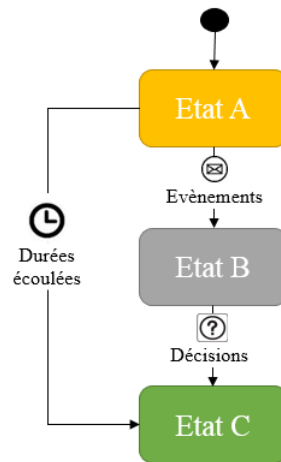 Etat A
Evènements
Durées
écoulées
Etat B
?
Décisions
Etat C